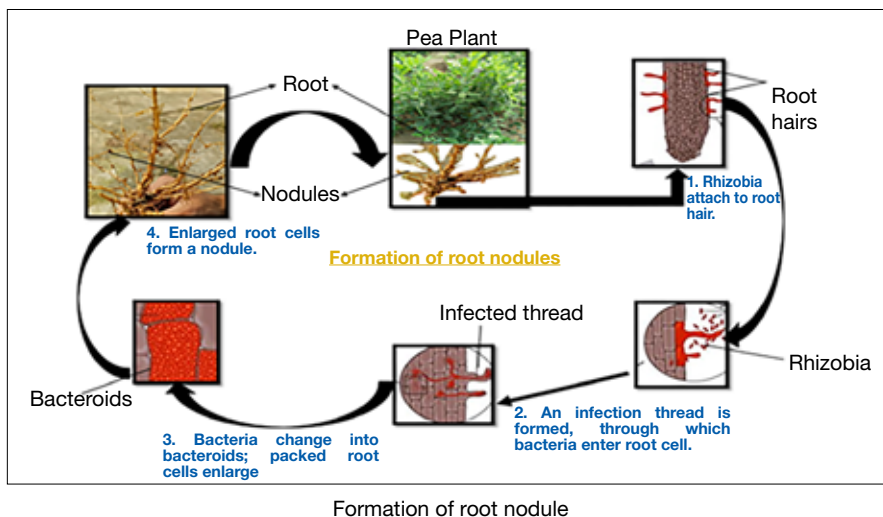 Pea Plant
Root
Nodules
Root
hairs
1. Rhizobia
attach to root
hair.
4. Enlarged root cells
form a nodule.
Formation of root nodules
Infected thread
Rhizobia
Bacteroids
2. An infection thread is
formed, through which
bacteria enter root cell.
3. Bacteria change into
bacteroids; packed root
cells enlarge
Formation of root nodule